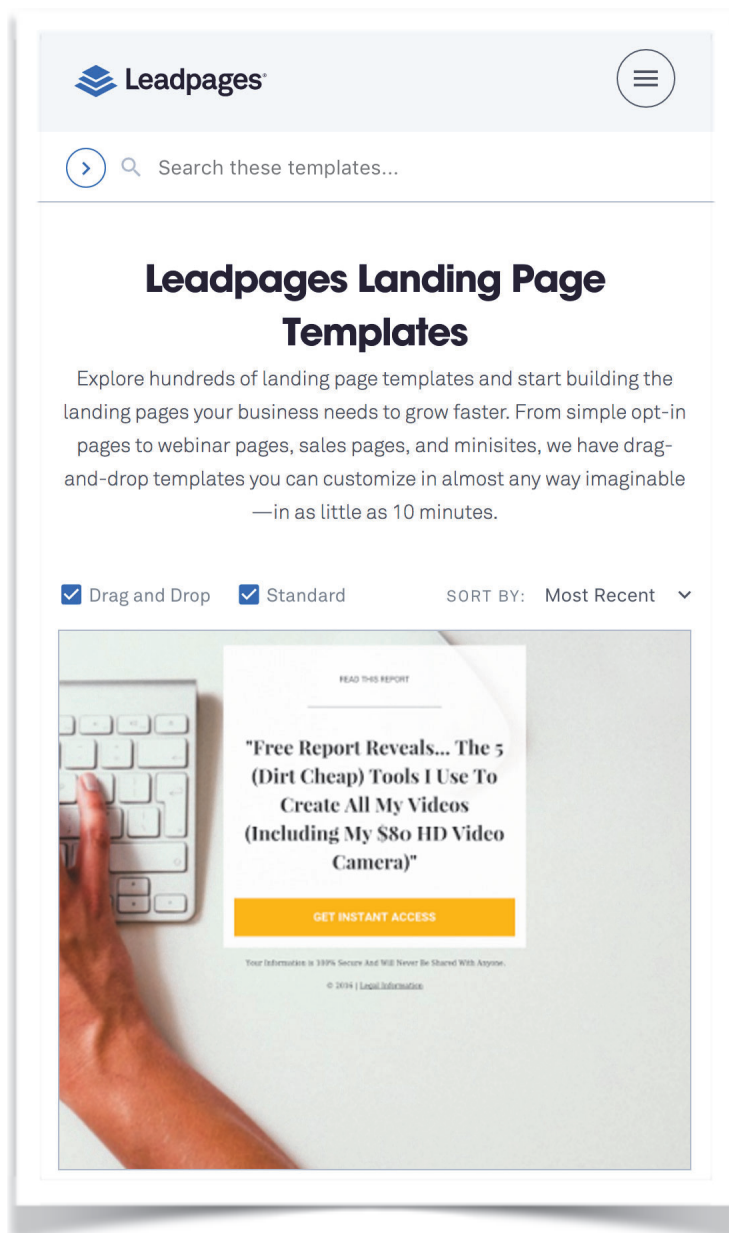 Leadpages®
Search these templates...
Leadpages Landing Page
Templates
Explore hundreds of landing page templates and start building the
landing pages your business needs to grow faster. From simple opt-in
pages to webinar pages, sales pages, and minisites, we have drag-
and-drop templates you can customize in almost any way imaginable
—in as little as 10 minutes.
Drag and Drop Standard SORT BY: Most Recent
READ THIS REPORT
"Free Report Reveals... The 5
(Dirt Cheap) Tools I Use To
Create All My Videos
(Including My $80 HD Video
Camera)"
GET INSTANT ACCESS
Your Information is 100% Secure And Will Never Be Shared With Anyone.
© 2016 | Legal Information